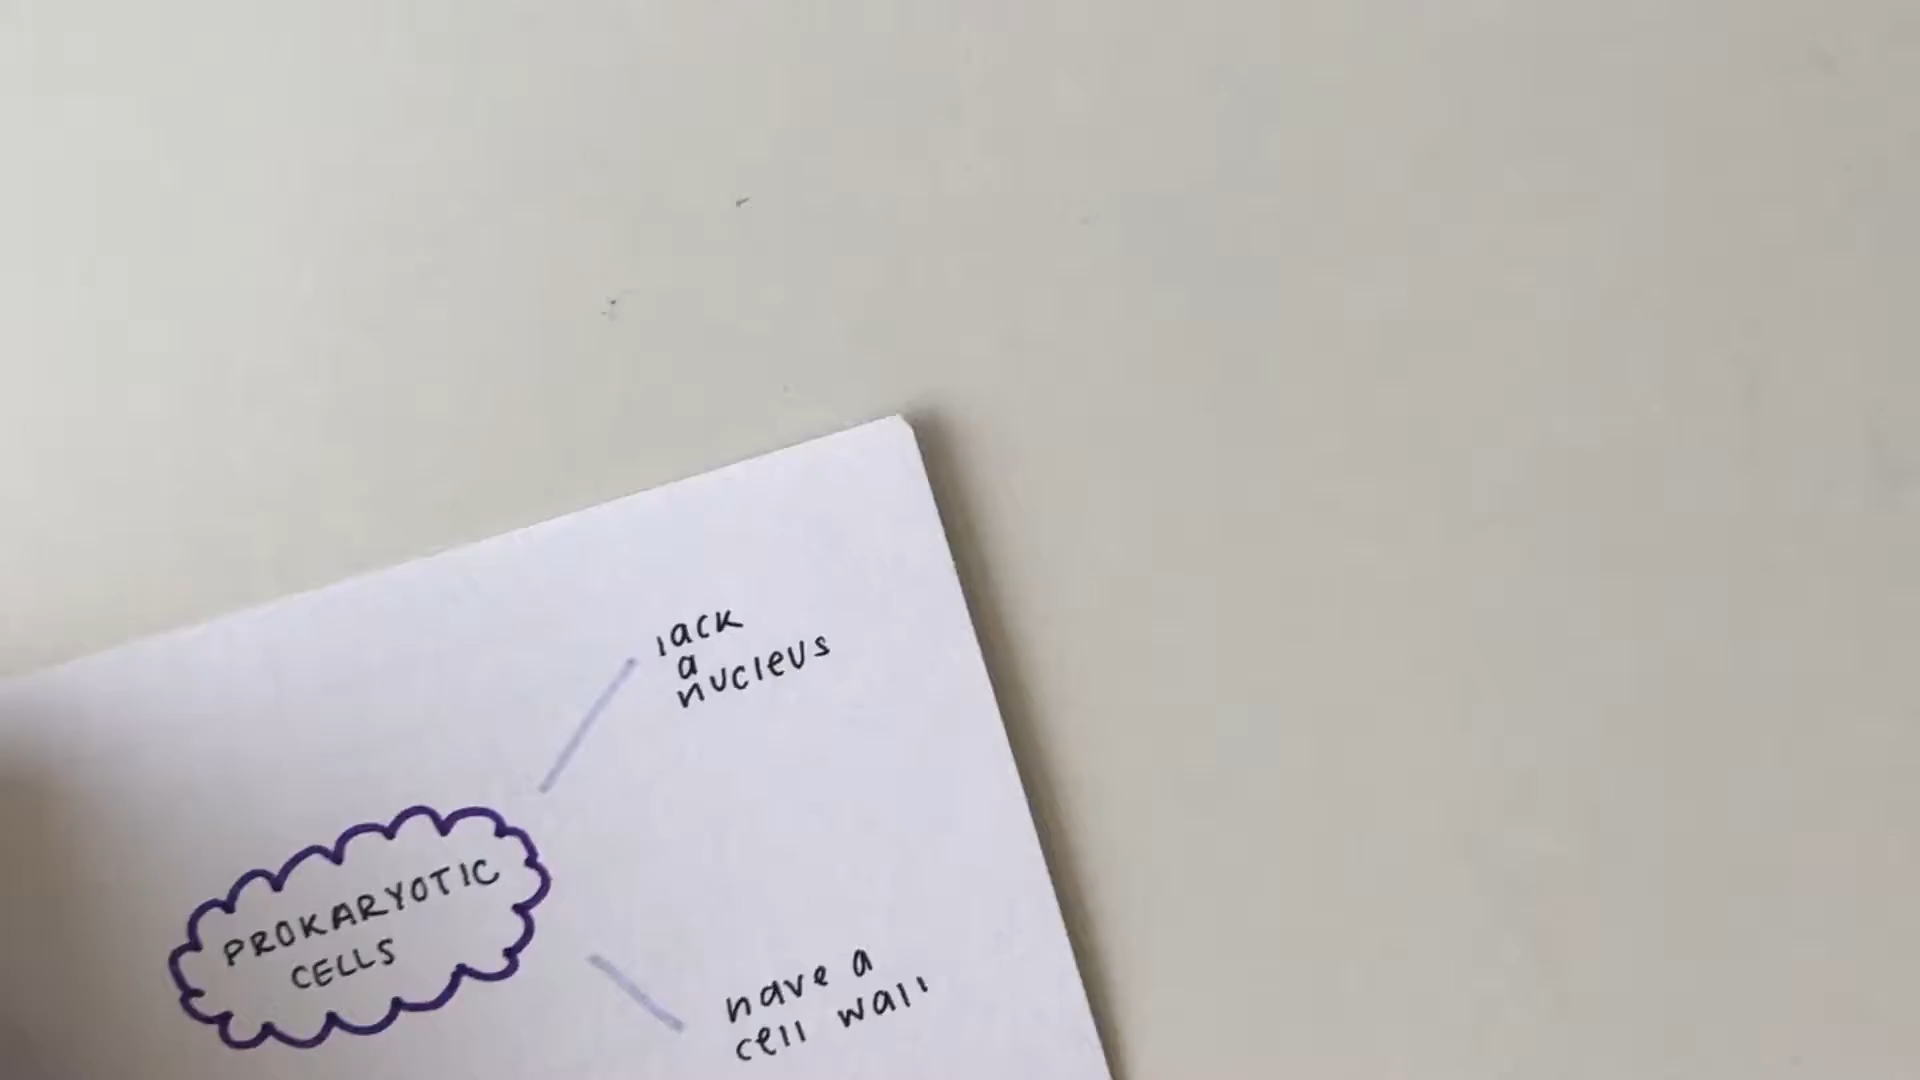 lack
a
nucleus
PROKARYOTIC
CELLS
have a
cell wall